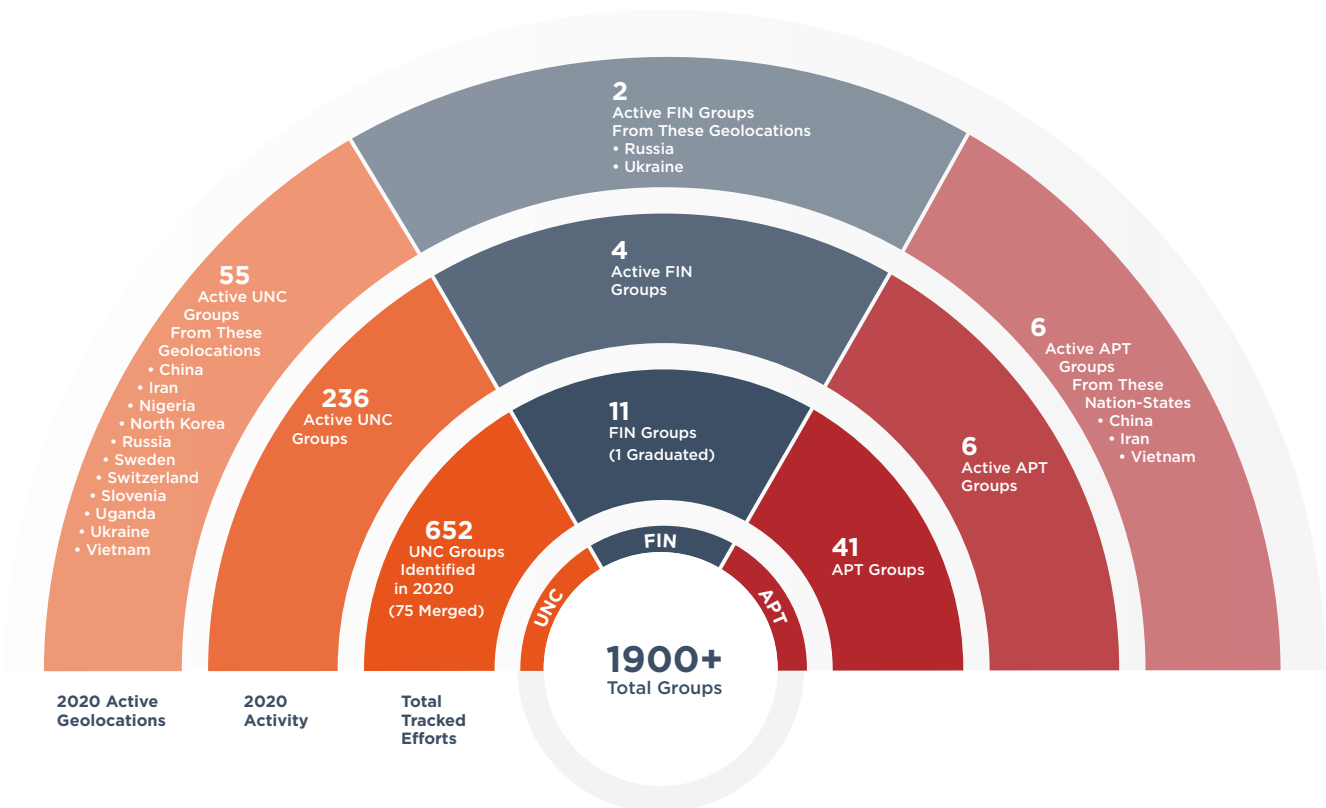 2
Active FIN Groups
From These Geolocations
• Russia
• Ukraine
4
Active FIN
Groups
11
FIN Groups
(1 Graduated)
FIN
55
Active UNC
Groups
From These
Geolocations
• China
• Iran
• Nigeria
• North Korea
• Russia
• Sweden
• Switzerland
• Slovenia
• Uganda
• Ukraine
• Vietnam
236
Active UNC
Groups
652
UNC Groups
Identified
in 2020
(75 Merged)
UNC
6
Active APT
Groups
From These
Nation-States
• China
• Iran
• Vietnam
6
Active APT
Groups
41
APT Groups
APT
1900+
Total Groups
2020 Active
Geolocations
2020
Activity
Total
Tracked
Efforts